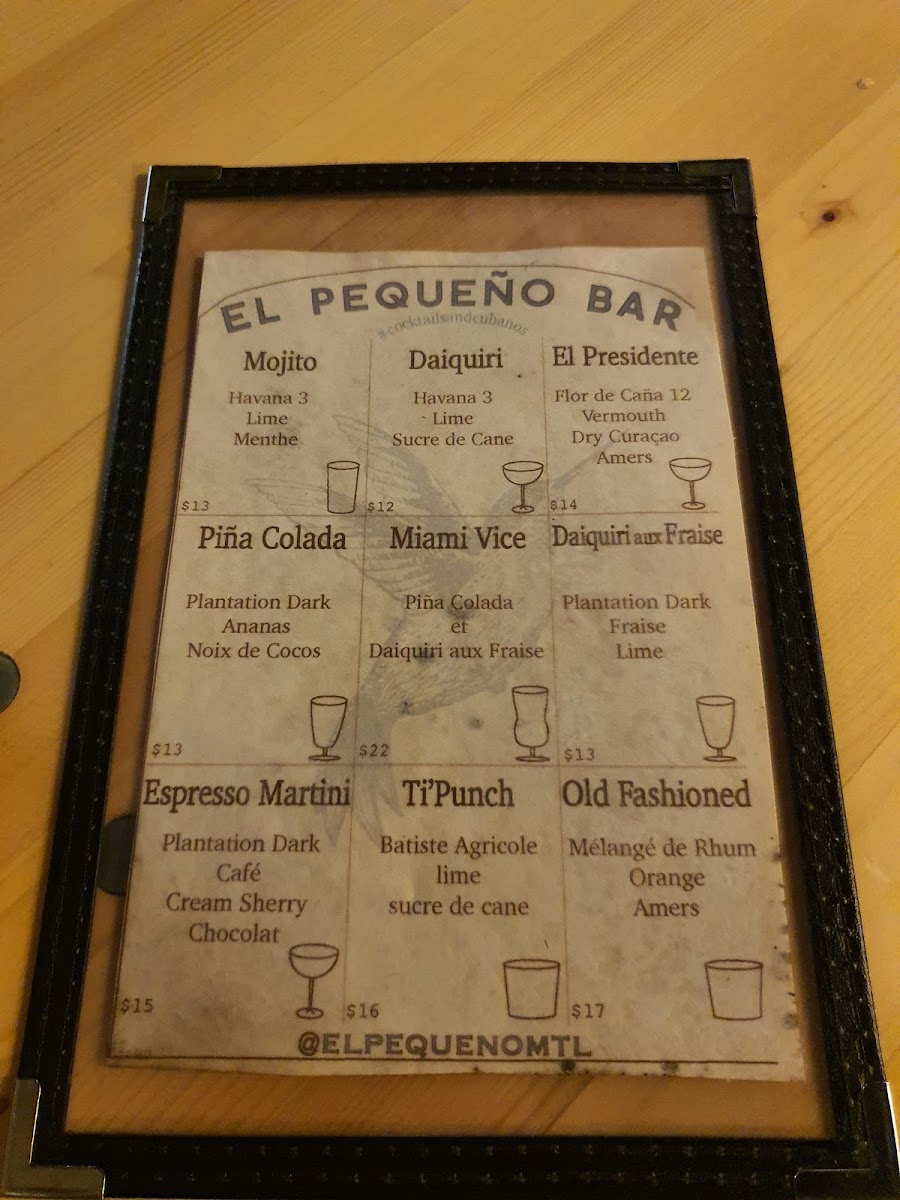 EL PEQUEÑO BAR
#cocktailsandcubanos
Mojito
Havana 3
Lime
Menthe
$13
Daiquiri
Havana 3
Lime
Sucre de Cane
$12
El Presidente
Flor de Caña 12
Vermouth
Dry Curaçao
Amers
$14
Piña Colada
Plantation Dark
Ananas
Noix de Cocos
$13
Miami Vice
Piña Colada
et
Daiquiri aux Fraise
$22
Daiquiri aux Fraise
Plantation Dark
Fraise
Lime
$13
Espresso Martini
Plantation Dark
Café
Cream Sherry
Chocolat
$15
Ti'Punch
Batiste Agricole
lime
sucre de cane
$16
Old Fashioned
Mélangé de Rhum
Orange
Amers
$17
@ELPEQUENOMTL